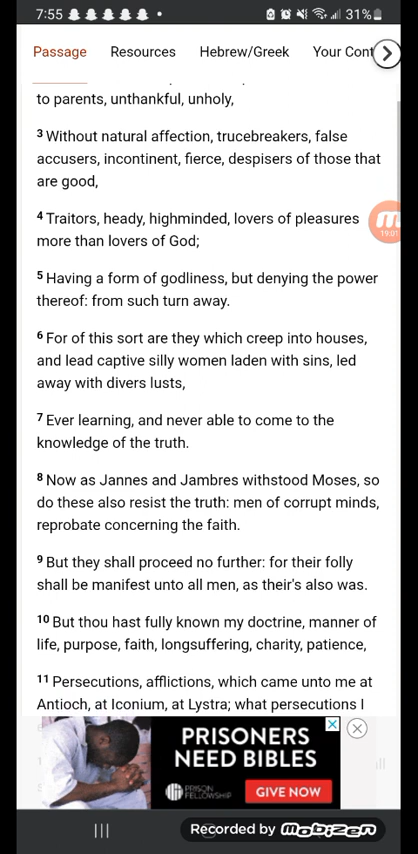 7:55
31%
Passage Resources Hebrew/Greek Your Cont
to parents, unthankful, unholy,
3 Without natural affection, trucebreakers, false
accusers, incontinent, fierce, despisers of those that
are good,
4 Traitors, heady, highminded, lovers of pleasures
more than lovers of God;
19:01
5 Having a form of godliness, but denying the power
thereof: from such turn away.
6 For of this sort are they which creep into houses,
and lead captive silly women laden with sins, led
away with divers lusts,
7 Ever learning, and never able to come to the
knowledge of the truth.
8 Now as Jannes and Jambres withstood Moses, so
do these also resist the truth: men of corrupt minds,
reprobate concerning the faith.
9 But they shall proceed no further: for their folly
shall be manifest unto all men, as their's also was.
10 But thou hast fully known my doctrine, manner of
life, purpose, faith, longsuffering, charity, patience,
11 Persecutions, afflictions, which came unto me at
Antioch, at Iconium, at Lystra; what persecutions I
PRISONERS
NEED BIBLES
PRISON
FELLOWSHIP
GIVE NOW
Recorded by mobizen